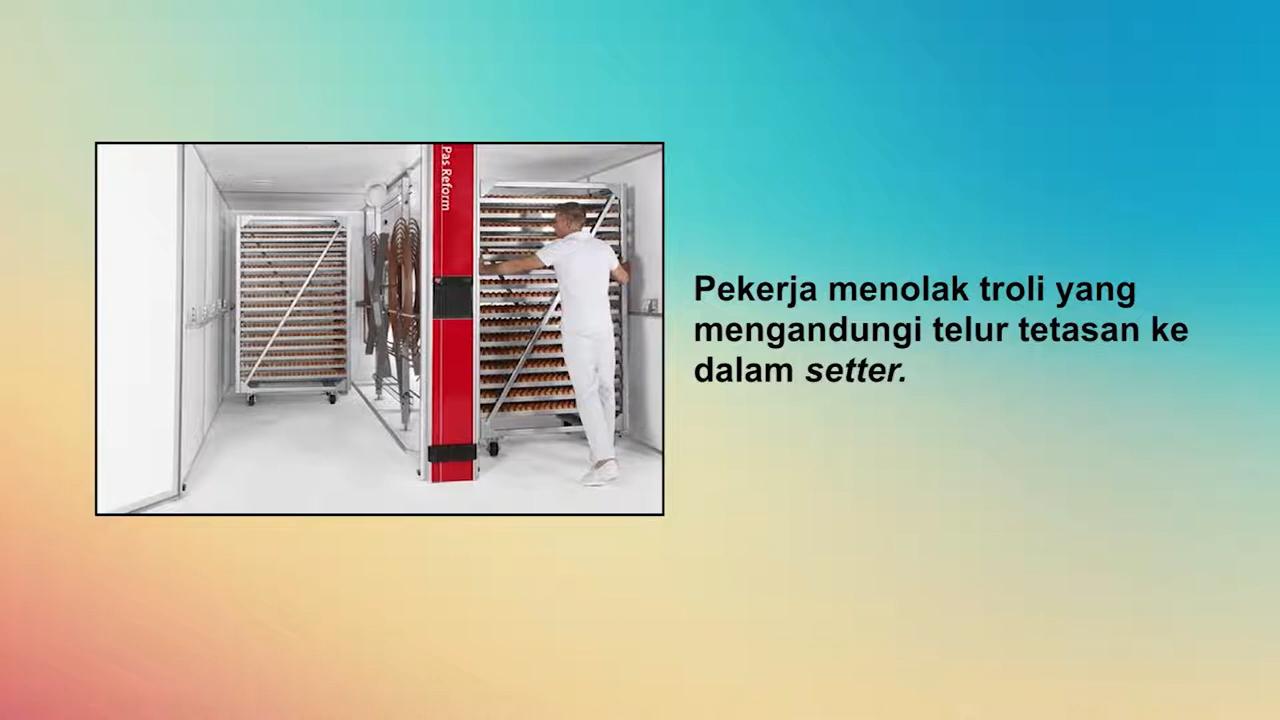 Pas Reform
Pekerja menolak troli yang
mengandungi telur tetasan ke
dalam setter.